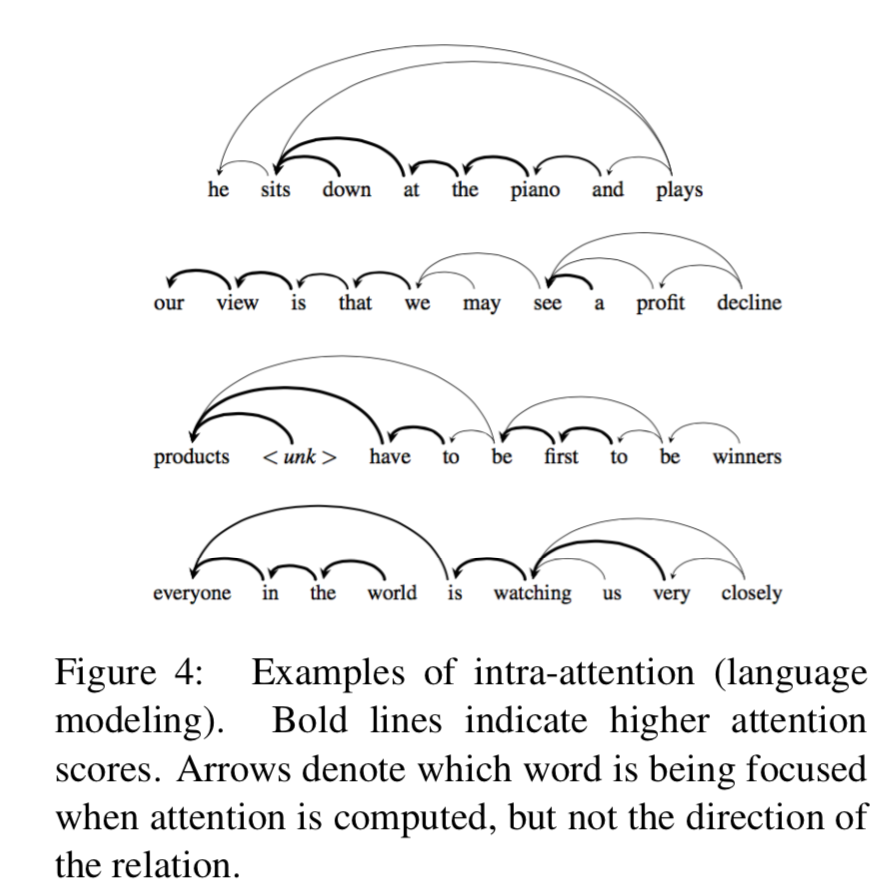 he sits down at the piano and plays
our view is that we may see a profit decline
products < unk > have to be first to be winners
everyone in the world is watching us very closely
Figure 4: Examples of intra-attention (language
modeling). Bold lines indicate higher attention
scores. Arrows denote which word is being focused
when attention is computed, but not the direction of
the relation.